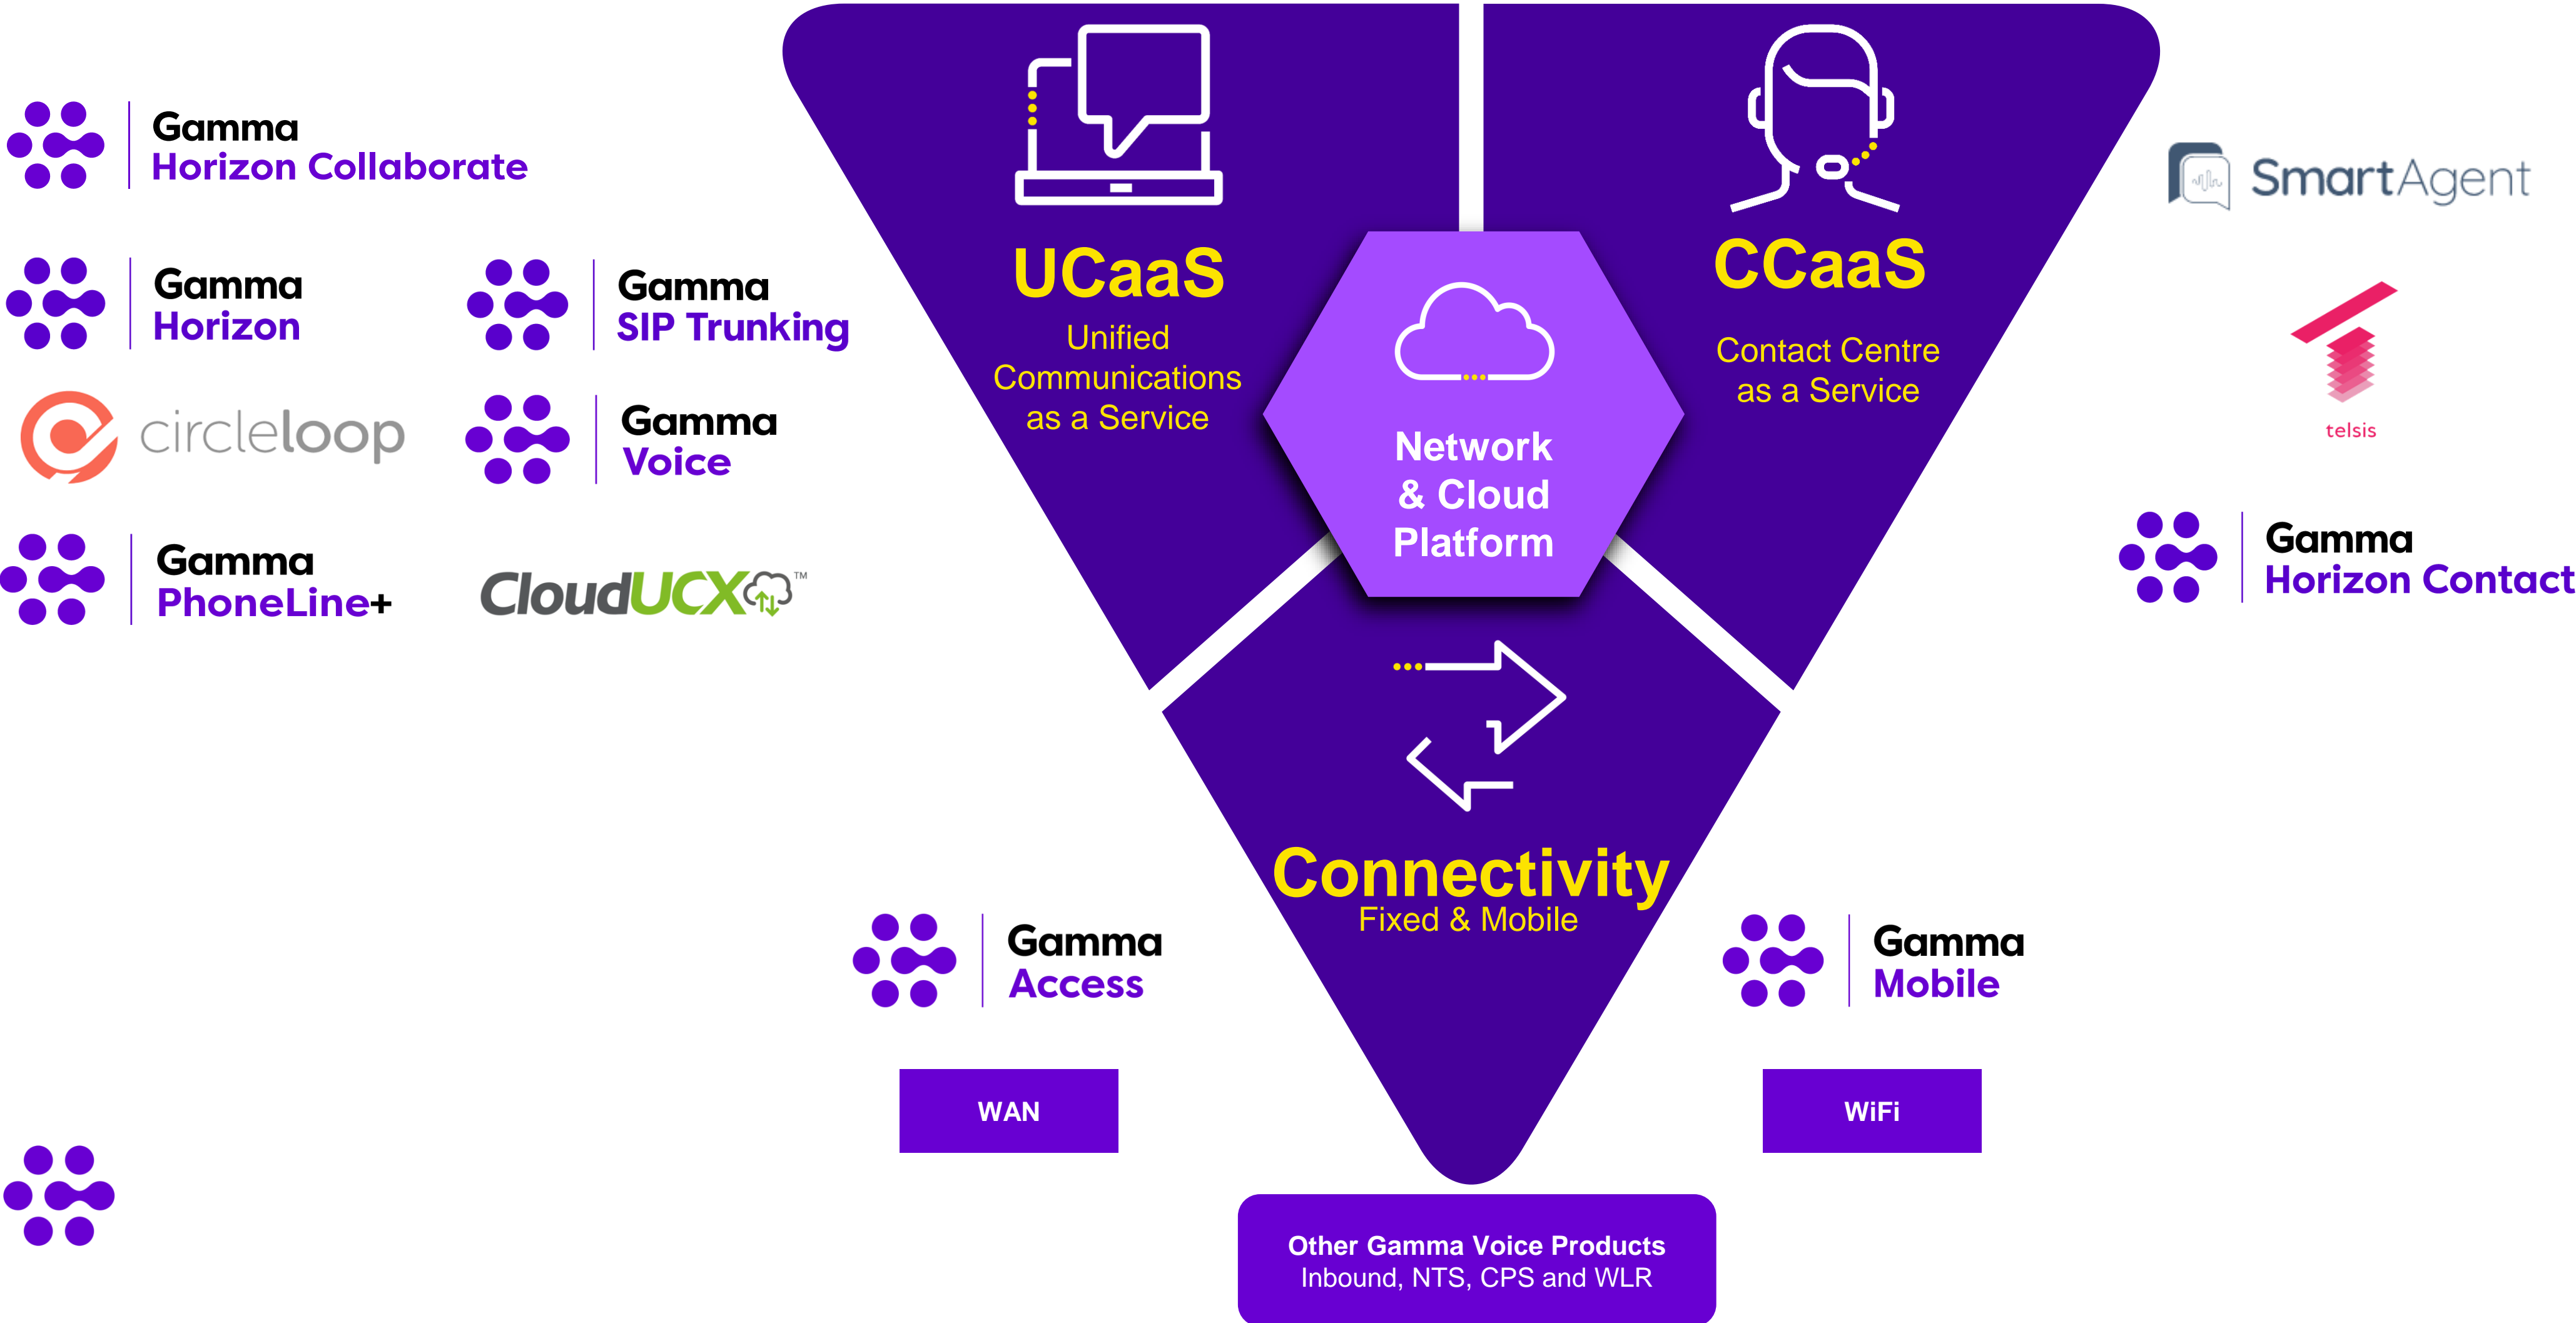 Gamma
Horizon Collaborate
Gamma
Horizon
Gamma
SIP Trunking
circleloop
Gamma
Voice
Gamma
PhoneLine+
CloudUCX™
UCaaS
Unified
Communications
as a Service
CCaaS
Contact Centre
as a Service
Network
& Cloud
Platform
SmartAgent
telsis
Gamma
Horizon Contact
Connectivity
Fixed & Mobile
Gamma
Access
Gamma
Mobile
WAN
WiFi
Other Gamma Voice Products
Inbound, NTS, CPS and WLR